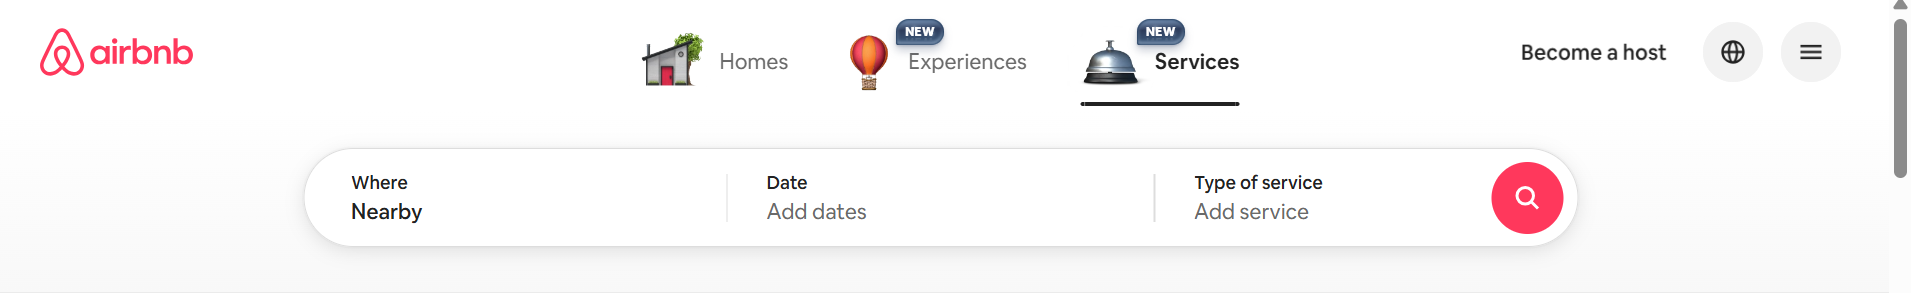 airbnb
Homes
NEW
Experiences
NEW
Services
Become a host
Where
Nearby
Date
Add dates
Type of service
Add service